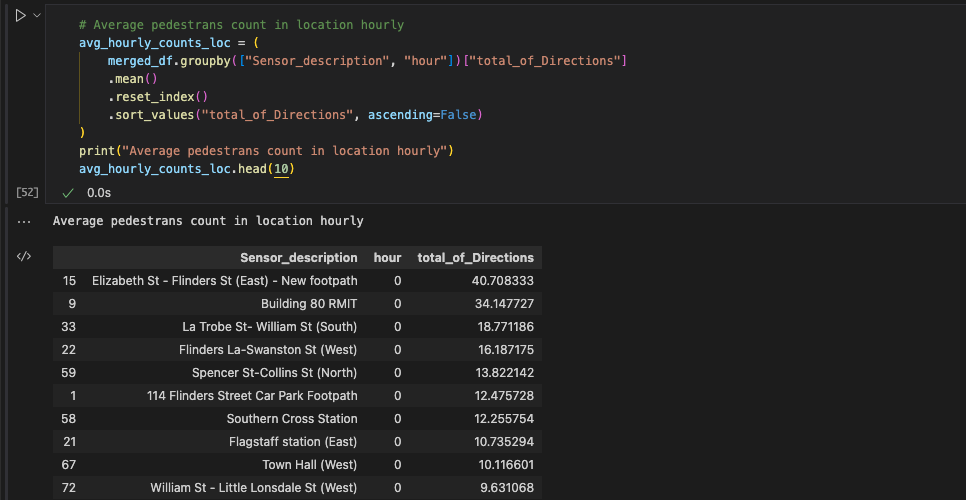 # Average pedestrans count in location hourly
avg_hourly_counts_loc = (
merged_df.groupby(["Sensor_description", "hour"])["total_of_Directions"]
.mean()
.reset_index()
.sort_values("total_of_Directions", ascending=False)
)
print("Average pedestrans count in location hourly")
avg_hourly_counts_loc.head(10)
[52] 0.0s
... Average pedestrans count in location hourly
</>
Sensor_description hour total_of_Directions
15 Elizabeth St - Flinders St (East) - New footpath 0 40.708333
9 Building 80 RMIT 0 34.147727
33 La Trobe St- William St (South) 0 18.771186
22 Flinders La-Swanston St (West) 0 16.187175
59 Spencer St-Collins St (North) 0 13.822142
1 114 Flinders Street Car Park Footpath 0 12.475728
58 Southern Cross Station 0 12.255754
21 Flagstaff station (East) 0 10.735294
67 Town Hall (West) 0 10.116601
72 William St - Little Lonsdale St (West) 0 9.631068